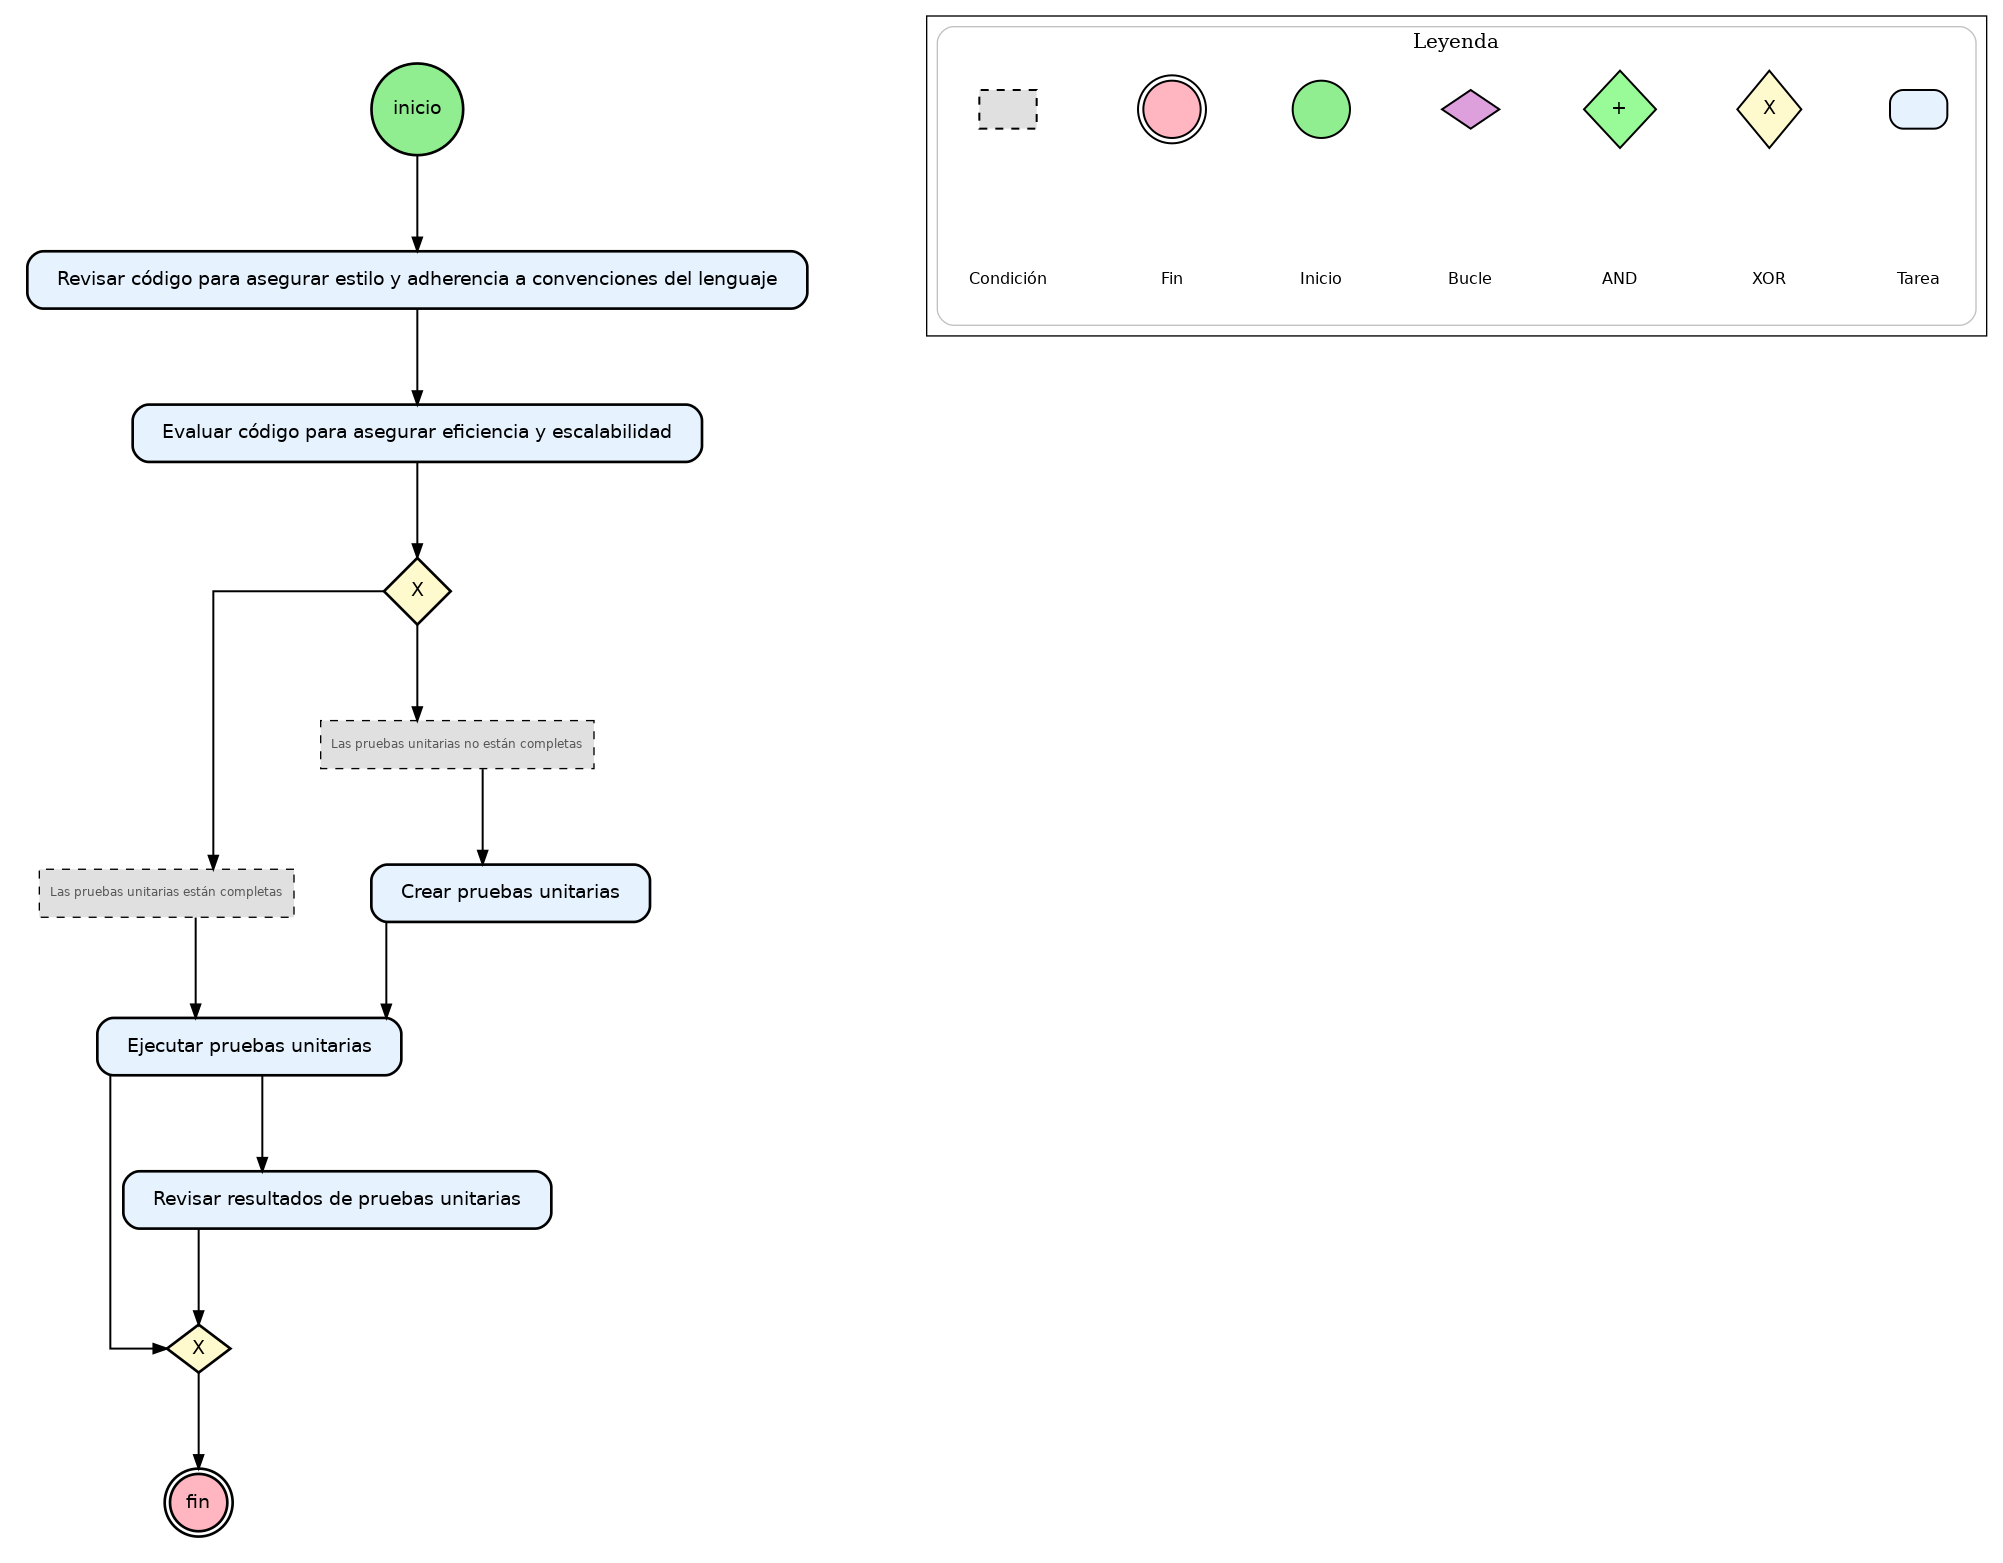 inicio
Revisar código para asegurar estilo y adherencia a convenciones del lenguaje
Evaluar código para asegurar eficiencia y escalabilidad
X
Las pruebas unitarias no están completas
Las pruebas unitarias están completas
Crear pruebas unitarias
Ejecutar pruebas unitarias
Revisar resultados de pruebas unitarias
X
fin
Leyenda
+
X
Condición
Fin
Inicio
Bucle
AND
XOR
Tarea